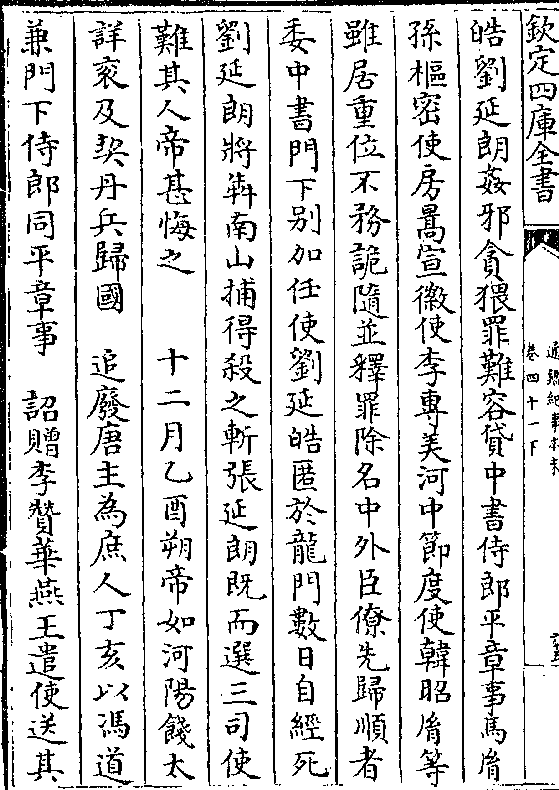 欽定四庫全書
通鑑紀事本末
卷四十一下
皓劉延朗姦邪貪猥罪難容貸中書侍郎平章事馬𦙍
孫樞密使房暠宣徽使李專美河中節度使韓昭𦙍等
雖居重位不務詭隨並釋罪除名中外臣僚先歸順者
委中書門下别加任使劉延皓匿於龍門數日自經死
劉延朗將犇南山捕得殺之斬張延朗既而選三司使
難其人帝甚悔之　十二月乙酉朔帝如河陽餞太
詳衮及契丹兵歸國　追廢唐主為庶人丁亥以馮道
兼門下侍郎同平章事　詔贈李贊華燕王遣使送其